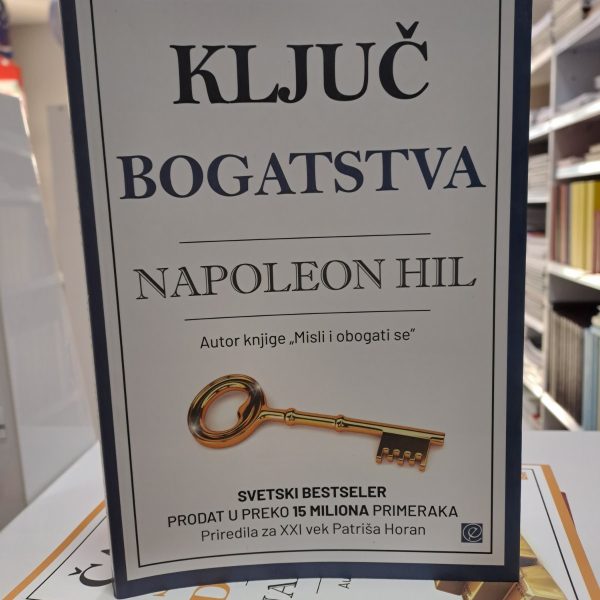 KLJUČ
BOGATSTVA
NAPOLEON HIL
Autor knjige „Misli i obogati se”
SVETSKI BESTSELER
PRODAT U PREKO 15 MILIONA PRIMERAKA
Priredila za XXI vek Patriša Horan
e